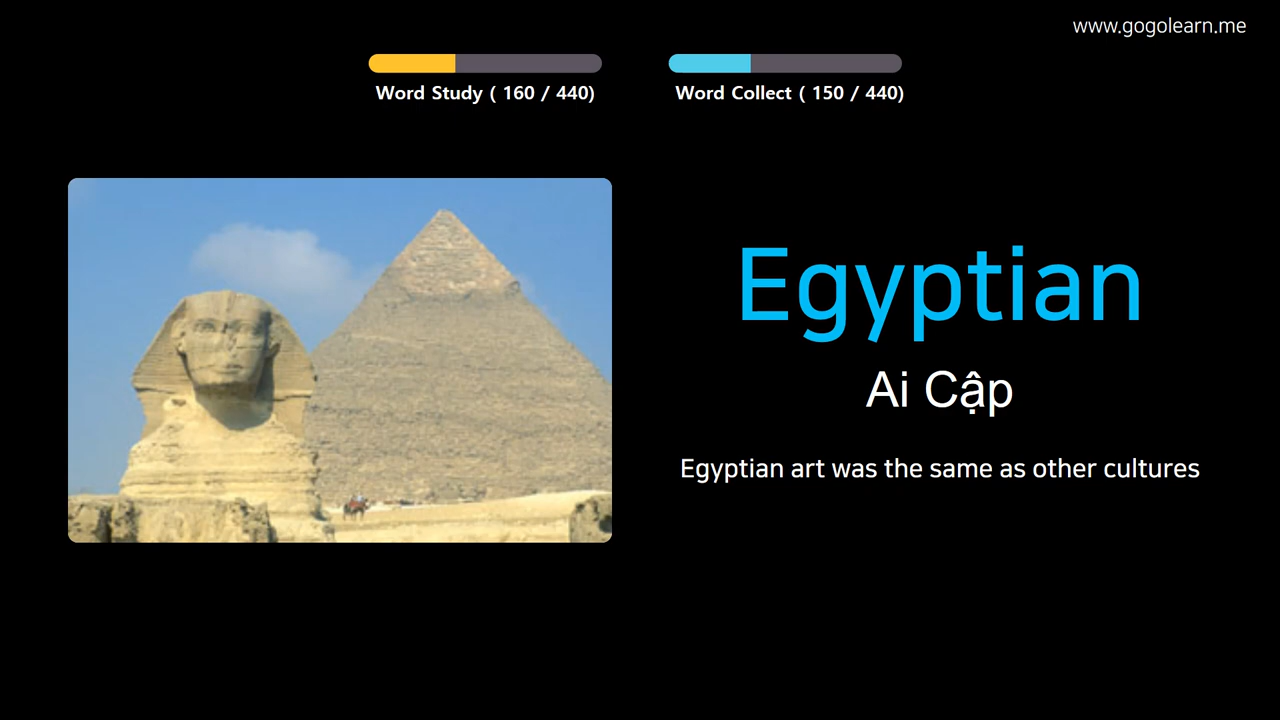 www.gogolearn.me
Word Study ( 160 / 440)
Word Collect ( 150 / 440)
Egyptian
Ai Cập
Egyptian art was the same as other cultures